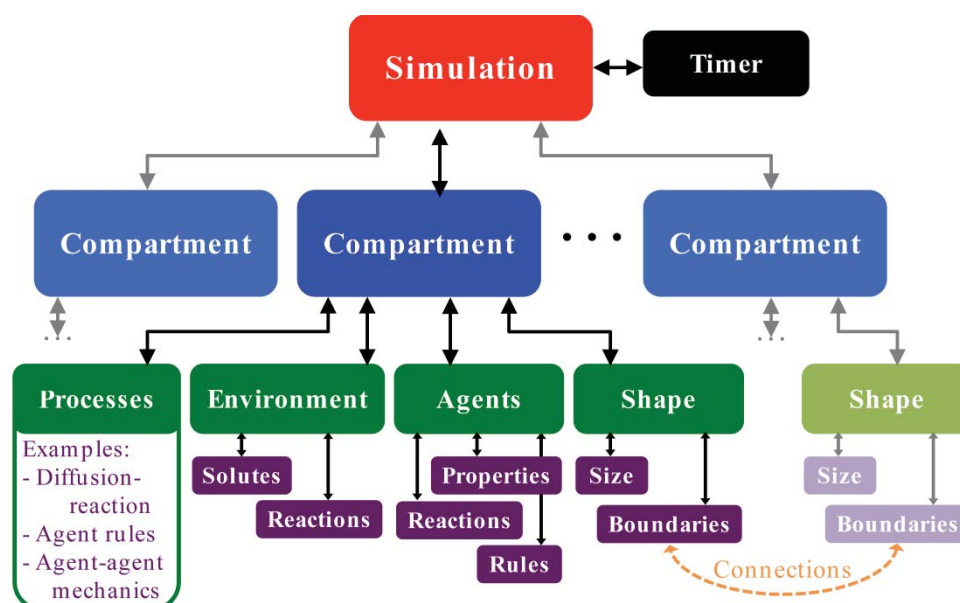 Simulation
Timer
Compartment
Compartment
• • •
Compartment
...
...
Processes
Environment
Agents
Shape
Shape
Examples:
- Diffusion-
reaction
- Agent rules
- Agent-agent
mechanics
Solutes
Properties
Size
Size
Reactions
Reactions
Boundaries
Boundaries
Rules
Connections